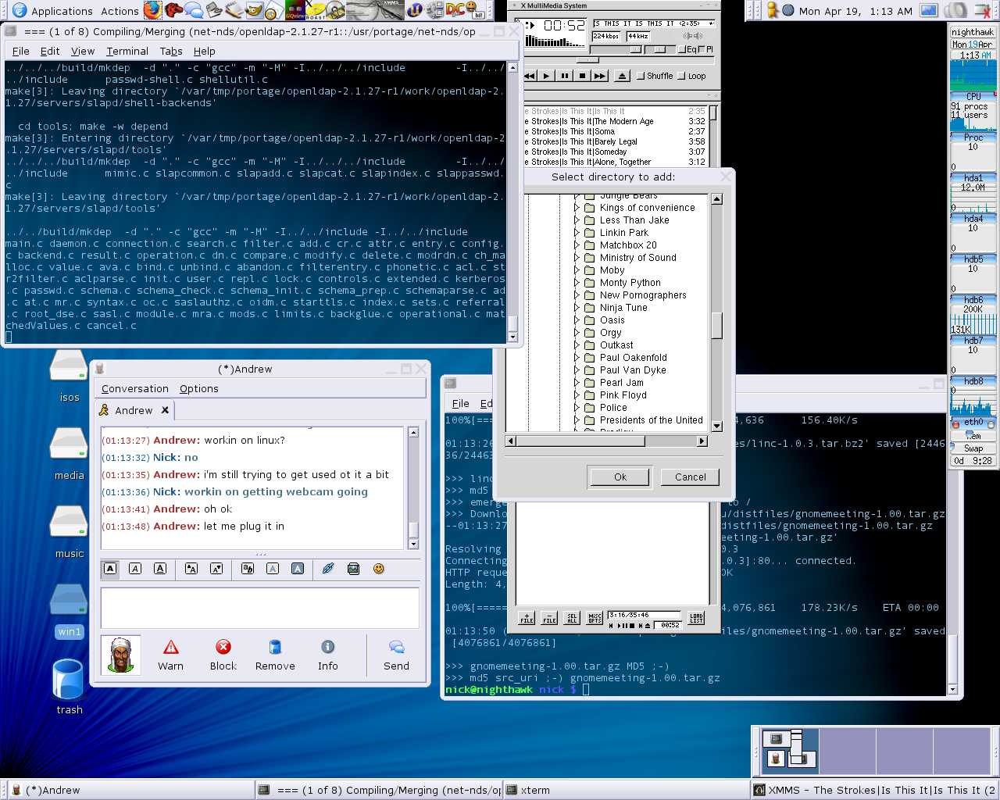 Applications Actions
Mon Apr 19, 1:13 AM
=== (1 of 8) Compiling/Merging (net-nds/openldap-2.1.27-r1::/usr/portage/net-nds/op
File Edit View Terminal Tabs Help
../../../build/mkdep -d "." -c "gcc" -m "-M" -I../../../include -I../
../include passwd-shell.c shellutil.c
make[3]: Leaving directory `/var/tmp/portage/openldap-2.1.27-r1/work/openldap-2.
1.27/servers/slapd/shell-backends'
cd tools; make -w depend
make[3]: Entering directory `/var/tmp/portage/openldap-2.1.27-r1/work/openldap-2
.1.27/servers/slapd/tools'
../../../build/mkdep -d "." -c "gcc" -m "-M" -I../../../include -I../
../include mimic.c slapcommon.c slapadd.c slapcat.c slapindex.c slappasswd.
c
make[3]: Leaving directory `/var/tmp/portage/openldap-2.1.27-r1/work/openldap-2.
1.27/servers/slapd/tools'
../../build/mkdep -d "." -c "gcc" -m "-M" -I../../include -I../../include
main.c daemon.c connection.c search.c filter.c add.c cr.c attr.c entry.c config.
c backend.c result.c operation.c dn.c compare.c modify.c delete.c modrdn.c ch_ma
lloc.c value.c ava.c bind.c unbind.c abandon.c filterentry.c phonetic.c acl.c st
r2filter.c aclparse.c init.c user.c repl.c lock.c controls.c extended.c kerberos
.c passwd.c schema.c schema_check.c schema_init.c schema_prep.c schemaparse.c ad
.c at.c mr.c syntax.c oc.c saslauthz.c oidm.c starttls.c index.c sets.c referral
.c root_dse.c sasl.c module.c mra.c mods.c limits.c backglue.c operational.c mat
chedValues.c cancel.c
X MultiMedia System
00:52
IS THIS IT|IS THIS IT (2:35)
224 kbps 44 kHz
Eq Pl
Shuffle Loop
e Strokes|Is This It|Is This It 2:35
e Strokes|Is This It|The Modern Age 3:32
e Strokes|Is This It|Soma 2:37
e Strokes|Is This It|Barely Legal 3:58
e Strokes|Is This It|Someday 3:07
e Strokes|Is This It|Alone, Together 3:12
Select directory to add:
Jungle Bears
Kings of convenience
Less Than Jake
Linkin Park
Matchbox 20
Ministry of Sound
Moby
Monty Python
New Pornographers
Ninja Tune
Oasis
Orgy
Outkast
Paul Oakenfold
Paul Van Dyke
Pearl Jam
Pink Floyd
Police
Presidents of the United
Prodigy
Ok Cancel
+ FILE - FILE SEL ALL MISC OPTS 3:16/35:46 LOAD LIST
00:52
nighthawk
Mon 19 Apr
1:13 AM
CPU
91 procs
11 users
Proc
10
0
hda1
12.0M
0
hda4
10
0
hdb5
10
0
hdb6
200K
131K
hdb7
10
0
hdb8
eth0
Mem
Swap
0d 9:28
isos
media
music
win1
trash
(*)Andrew
Conversation Options
Andrew x
(01:13:27) Andrew: workin on linux?
(01:13:32) Nick: no
(01:13:35) Andrew: i'm still trying to get used ot it a bit
(01:13:36) Nick: workin on getting webcam going
(01:13:41) Andrew: oh ok
(01:13:48) Andrew: let me plug it in
Warn Block Remove Info Send
File Ed
100%[=== 4,636 156.40K/s
01:13:26 les/linc-1.0.3.tar.bz2' saved [2446
36/24463
>>> linc
>>> md5
>>> emerge to /
>>> Downlo u/distfiles/gnomemeeting-1.00.tar.gz
--01:13:27 distfiles/gnomemeeting-1.00.tar.gz
eeting-1.00.tar.gz'
Resolving 0.3
Connecting .0.3]:80... connected.
HTTP reque OK
Length: 4,
100%[==== 4,076,861 178.23K/s ETA 00:00
01:13:50 ( les/gnomemeeting-1.00.tar.gz' saved
[4076861/4076861]
>>> gnomemeeting-1.00.tar.gz MD5 ;-)
>>> md5 src_uri ;-) gnomemeeting-1.00.tar.gz
nick@nighthawk nick $
(*)Andrew
=== (1 of 8) Compiling/Merging (net-nds/op
xterm
XMMS - The Strokes|Is This It|Is This It (2